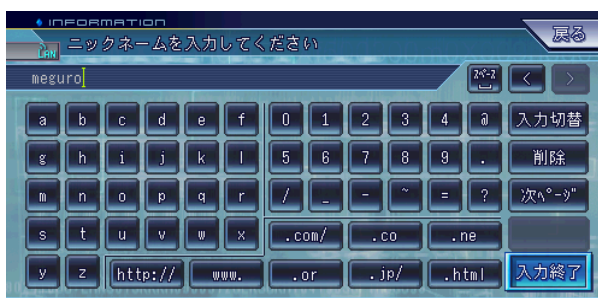 INFORMATION
戻る
LAN ニックネームを入力してください
meguro スペース < >
a b c d e f 0 1 2 3 4 @ 入力切替
g h i j k l 5 6 7 8 9 . 削除
m n o p q r / _ - ~ = ? 次ページ
s t u v w x .com/ .co .ne
y z http:// www. .or .jp/ .html 入力終了